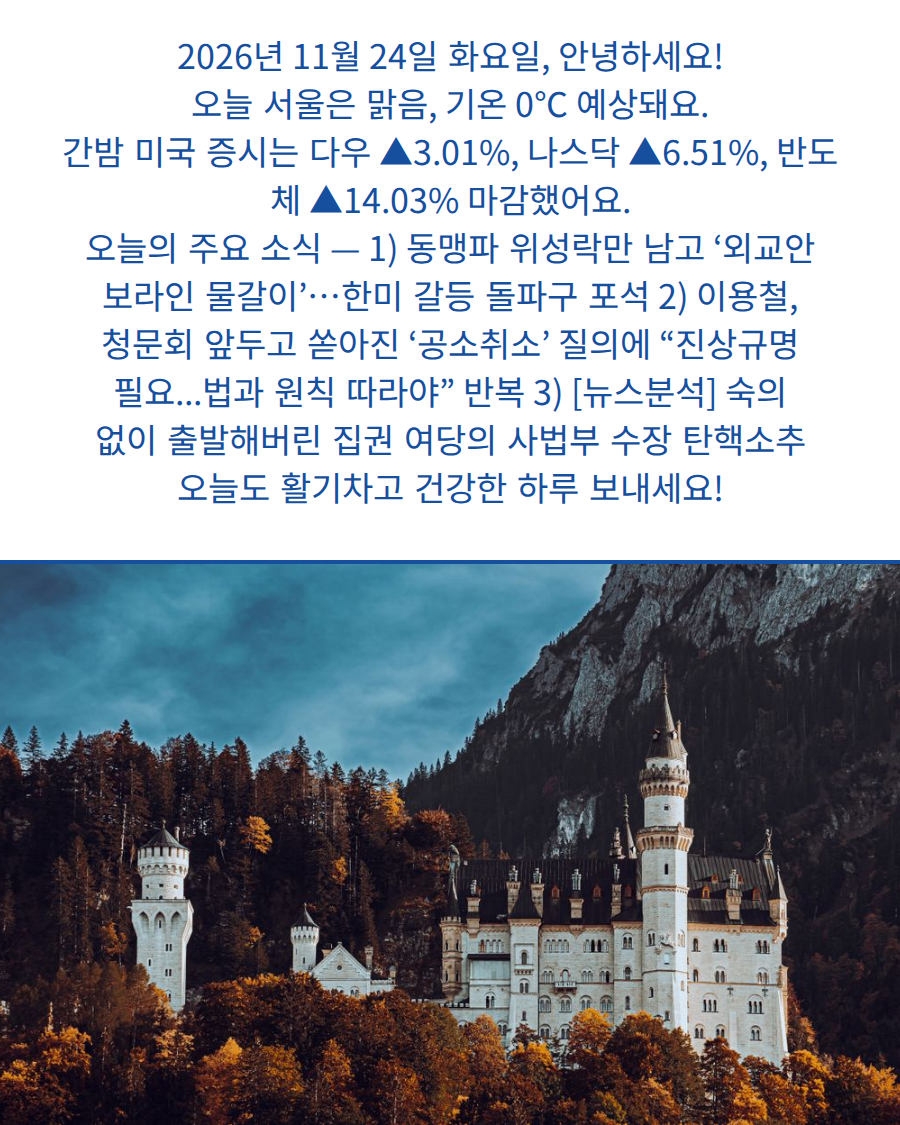 2026년 11월 24일 화요일, 안녕하세요!
오늘 서울은 맑음, 기온 0°C 예상돼요.
간밤 미국 증시는 다우 ▲3.01%, 나스닥 ▲6.51%, 반도
체 ▲14.03% 마감했어요.
오늘의 주요 소식 — 1) 동맹파 위성락만 남고 ‘외교안
보라인 물갈이’…한미 갈등 돌파구 포석 2) 이용철,
청문회 앞두고 쏟아진 ‘공소취소’ 질의에 “진상규명
필요...법과 원칙 따라야” 반복 3) [뉴스분석] 숙의
없이 출발해버린 집권 여당의 사법부 수장 탄핵소추
오늘도 활기차고 건강한 하루 보내세요!